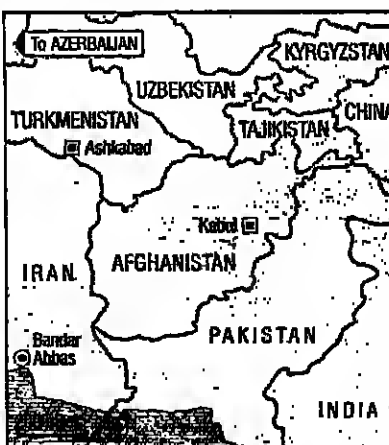 To AZERBAIJAN
KYRGYZSTAN
UZBEKISTAN
CHINA
TURKMENISTAN
TAJIKISTAN
Ashkabad
Kabul
IRAN
AFGHANISTAN
Bandar
Abbas
PAKISTAN
INDIA